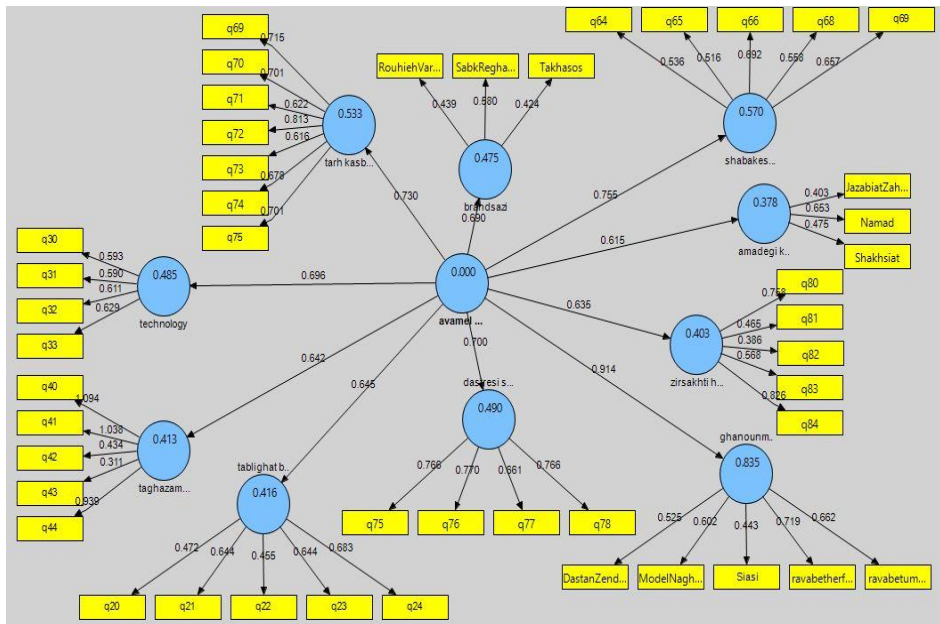 q69
0.715
q70
0.701
q71
0.622
q72
0.813
q73
0.616
q74
0.678
q75
0.701
0.533
tarh kasb...
0.730
RouhiehVar...
SabkRegha...
Takhasos
0.439
0.580
0.424
0.475
brandsazi
0.690
q64
q65
q66
q68
q69
0.536
0.516
0.692
0.558
0.657
0.570
shabakes...
0.755
JazabiatZah...
Namad
Shakhsiat
0.403
0.653
0.475
0.378
amadegi k..
0.615
q30
q31
q32
q33
0.593
0.590
0.611
0.629
0.485
technology
0.696
0.000
avamel ...
0.635
q80
q81
q82
q83
q84
0.758
0.465
0.386
0.568
0.826
0.403
zirsakhti h...
q40
q41
q42
q43
q44
1.094
1.038
0.434
0.311
0.939
0.413
taghazam...
0.642
0.645
tablighat b..
0.416
0.472
0.644
0.455
0.644
0.683
q20
q21
q22
q23
q24
0.700
dastresi s...
0.490
0.766
0.770
0.661
0.766
q75
q76
q77
q78
0.914
ghanounm..
0.835
0.525
0.602
0.443
0.719
0.662
DastanZend...
ModelNagh...
Siasi
ravabetherf...
ravabetum...